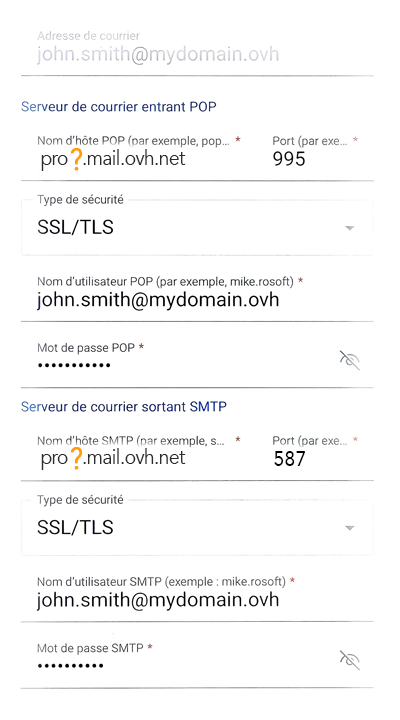 Adresse de courrier
john.smith@mydomain.ovh
Serveur de courrier entrant POP
Nom d'hôte POP (par exemple, pop... * Port (par exe... *
pro?.mail.ovh.net 995
Type de sécurité
SSL/TLS
Nom d'utilisateur POP (par exemple, mike.rosoft) *
john.smith@mydomain.ovh
Mot de passe POP *
•••••••••••
Serveur de courrier sortant SMTP
Nom d'hôte SMTP (par exemple, s... * Port (par exe... *
pro?.mail.ovh.net 587
Type de sécurité
SSL/TLS
Nom d'utilisateur SMTP (exemple : mike.rosoft) *
john.smith@mydomain.ovh
Mot de passe SMTP *
••••••••••